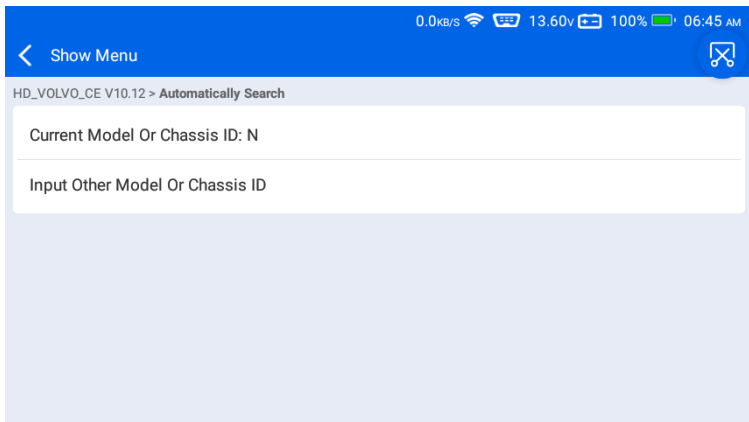 0.0KB/S 13.60V 100% 06:45 AM
Show Menu
HD_VOLVO_CE V10.12 > Automatically Search
Current Model Or Chassis ID: N
Input Other Model Or Chassis ID